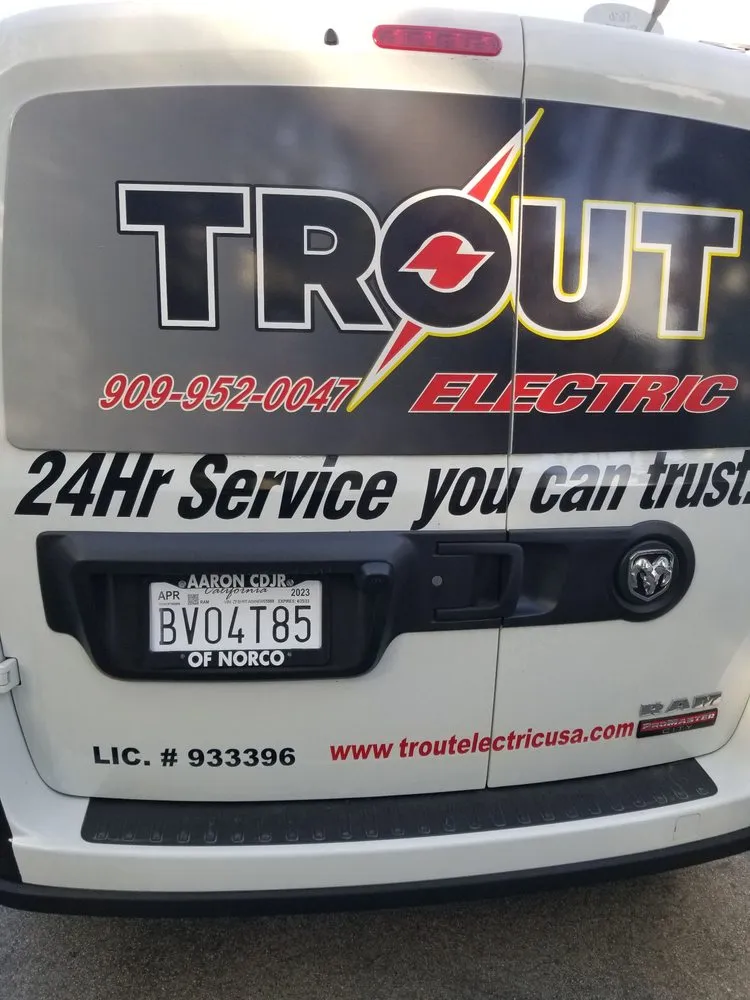 TROUT
909-952-0047 ELECTRIC
24Hr Service you can trust
AARON CDJR
California
APR 2023
BV04T85
OF NORCO
RAM
PROMASTER
CITY
LIC. # 933396
www troutelectricusa.com